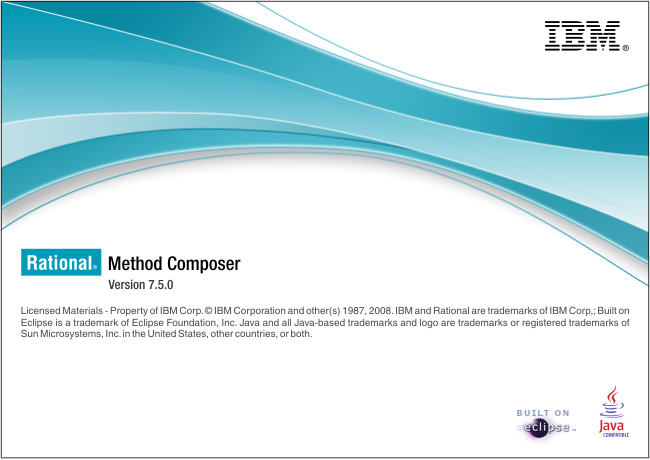 IBM®
Rational® Method Composer
Version 7.5.0
Licensed Materials - Property of IBM Corp. © IBM Corporation and other(s) 1987, 2008. IBM and Rational are trademarks of IBM Corp,; Built on
Eclipse is a trademark of Eclipse Foundation, Inc. Java and all Java-based trademarks and logo are trademarks or registered trademarks of
Sun Microsystems, Inc. in the United States, other countries, or both.
BUILT ON
eclipse™
Java
COMPATIBLE